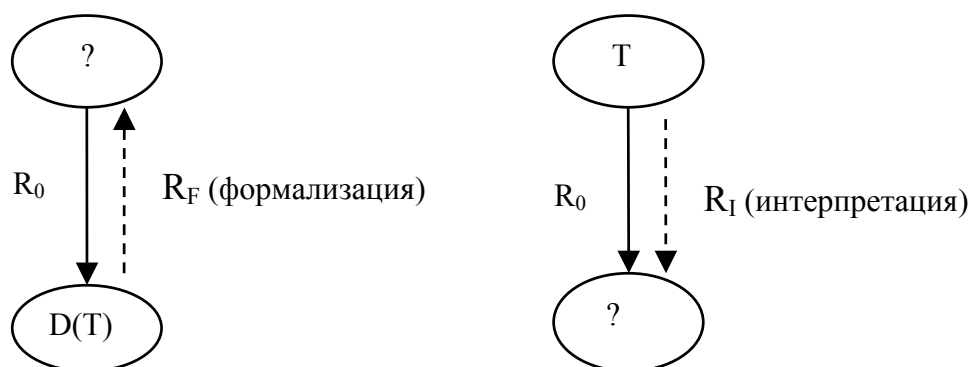 ?
R₀
R_F (формализация)
D(T)
T
R₀
R_I (интерпретация)
?